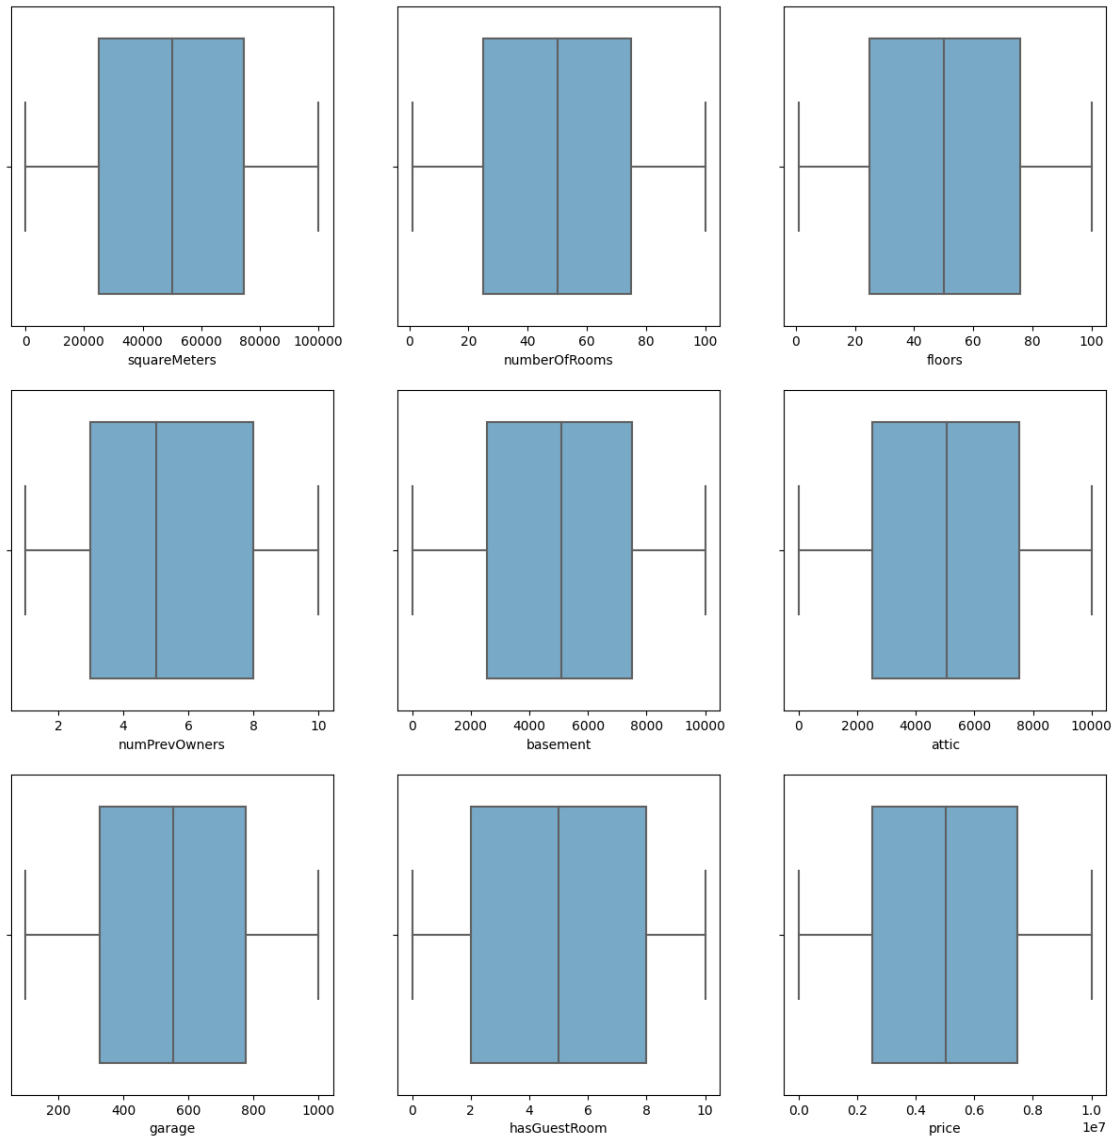 0 20000 40000 60000 80000 100000 0 20 40 60 80 100 0 20 40 60 80 100
squareMeters numberOfRooms floors
2 4 6 8 10 0 2000 4000 6000 8000 10000 0 2000 4000 6000 8000 10000
numPrevOwners basement attic
200 400 600 800 1000 0 2 4 6 8 10 0.0 0.2 0.4 0.6 0.8 1.0
garage hasGuestRoom price 1e7